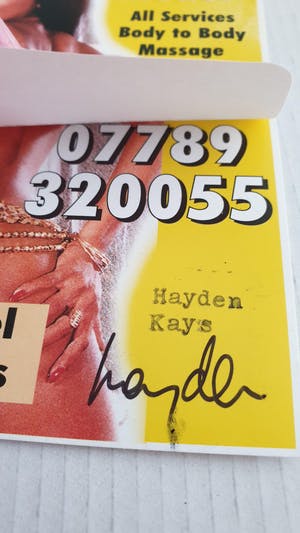 All Services
Body to Body
Massage
07789
320055
Hayden
Kays
hayden